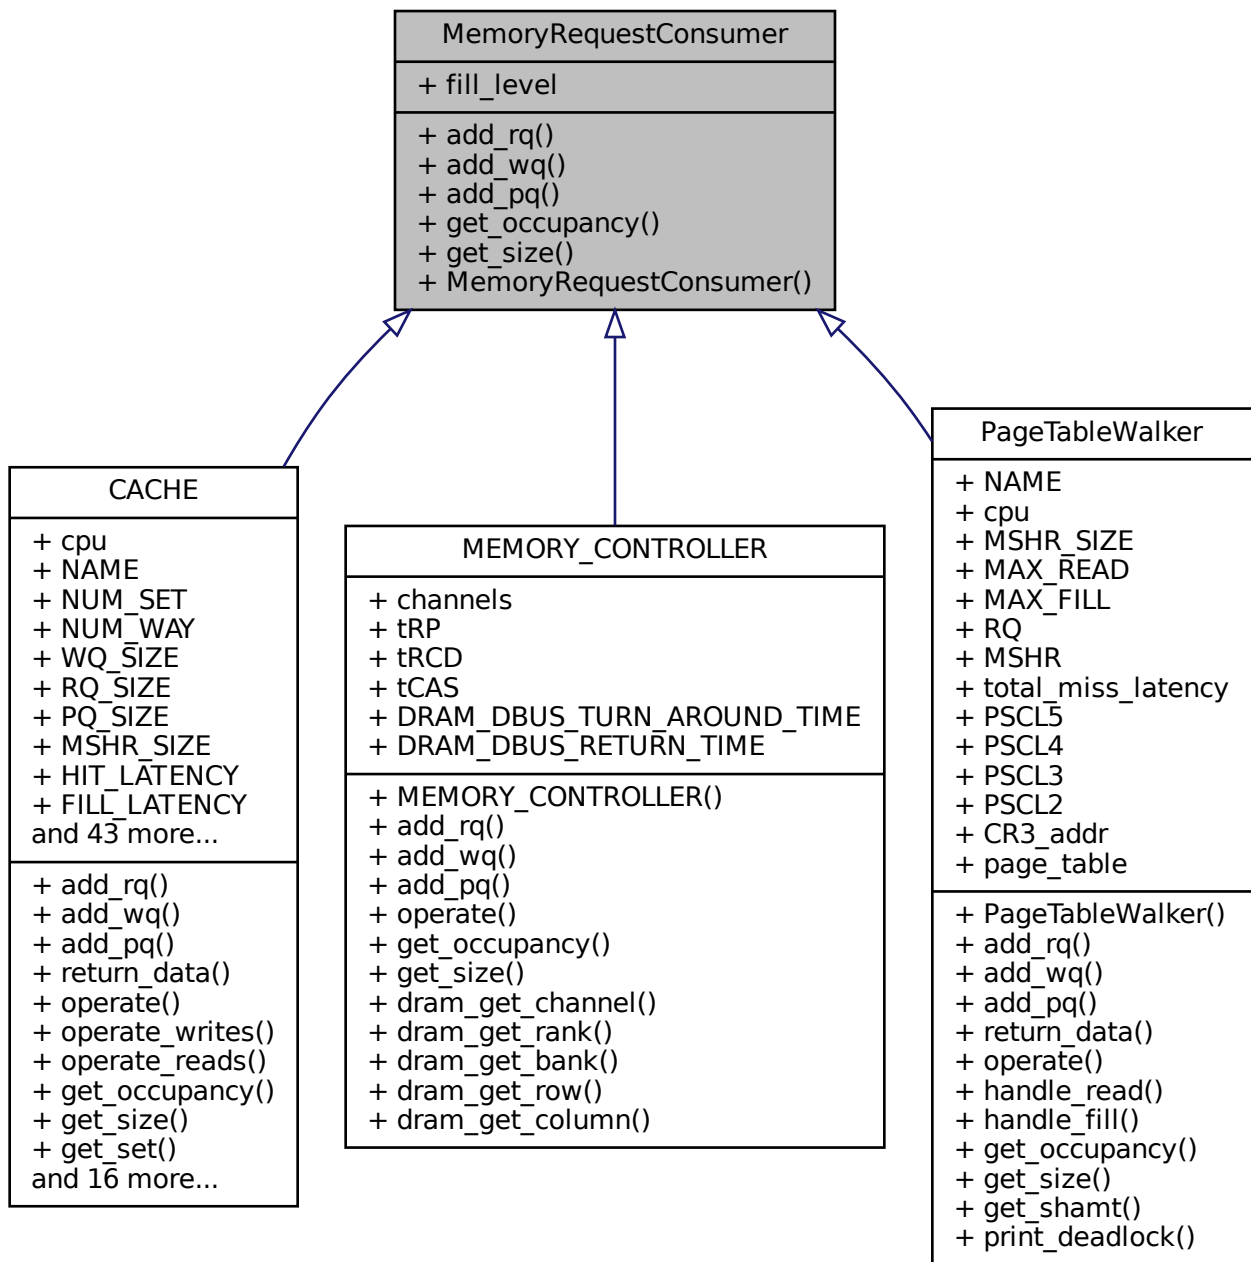 MemoryRequestConsumer
+ fill_level
+ add_rq()
+ add_wq()
+ add_pq()
+ get_occupancy()
+ get_size()
+ MemoryRequestConsumer()
CACHE
+ cpu
+ NAME
+ NUM_SET
+ NUM_WAY
+ WQ_SIZE
+ RQ_SIZE
+ PQ_SIZE
+ MSHR_SIZE
+ HIT_LATENCY
+ FILL_LATENCY
and 43 more...
+ add_rq()
+ add_wq()
+ add_pq()
+ return_data()
+ operate()
+ operate_writes()
+ operate_reads()
+ get_occupancy()
+ get_size()
+ get_set()
and 16 more...
MEMORY_CONTROLLER
+ channels
+ tRP
+ tRCD
+ tCAS
+ DRAM_DBUS_TURN_AROUND_TIME
+ DRAM_DBUS_RETURN_TIME
+ MEMORY_CONTROLLER()
+ add_rq()
+ add_wq()
+ add_pq()
+ operate()
+ get_occupancy()
+ get_size()
+ dram_get_channel()
+ dram_get_rank()
+ dram_get_bank()
+ dram_get_row()
+ dram_get_column()
PageTableWalker
+ NAME
+ cpu
+ MSHR_SIZE
+ MAX_READ
+ MAX_FILL
+ RQ
+ MSHR
+ total_miss_latency
+ PSCL5
+ PSCL4
+ PSCL3
+ PSCL2
+ CR3_addr
+ page_table
+ PageTableWalker()
+ add_rq()
+ add_wq()
+ add_pq()
+ return_data()
+ operate()
+ handle_read()
+ handle_fill()
+ get_occupancy()
+ get_size()
+ get_shamt()
+ print_deadlock()